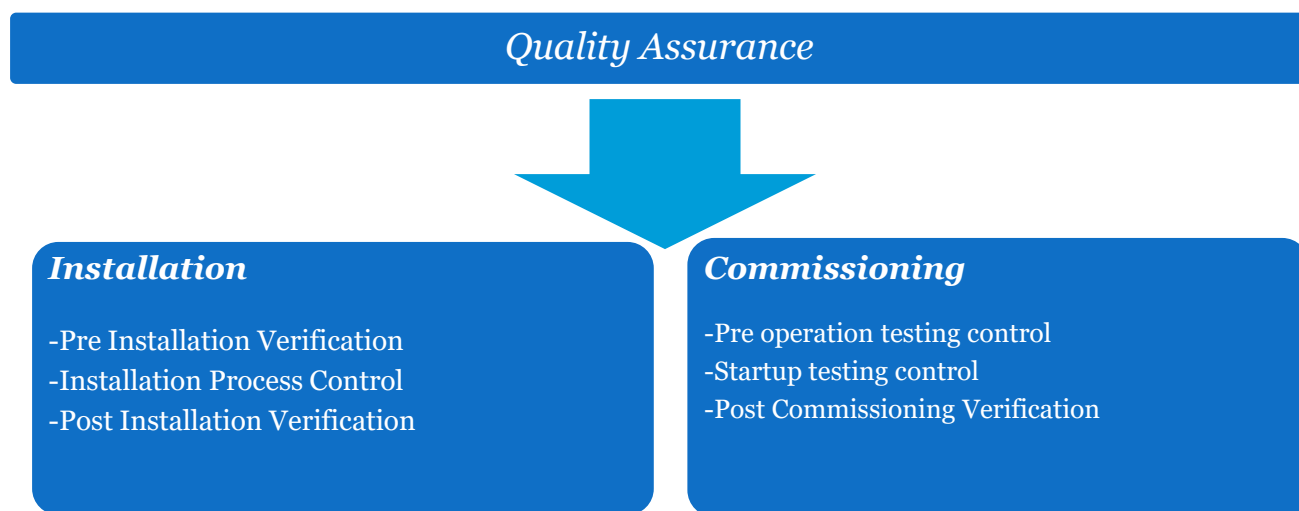 Quality Assurance
Installation
-Pre Installation Verification
-Installation Process Control
-Post Installation Verification
Commissioning
-Pre operation testing control
-Startup testing control
-Post Commissioning Verification